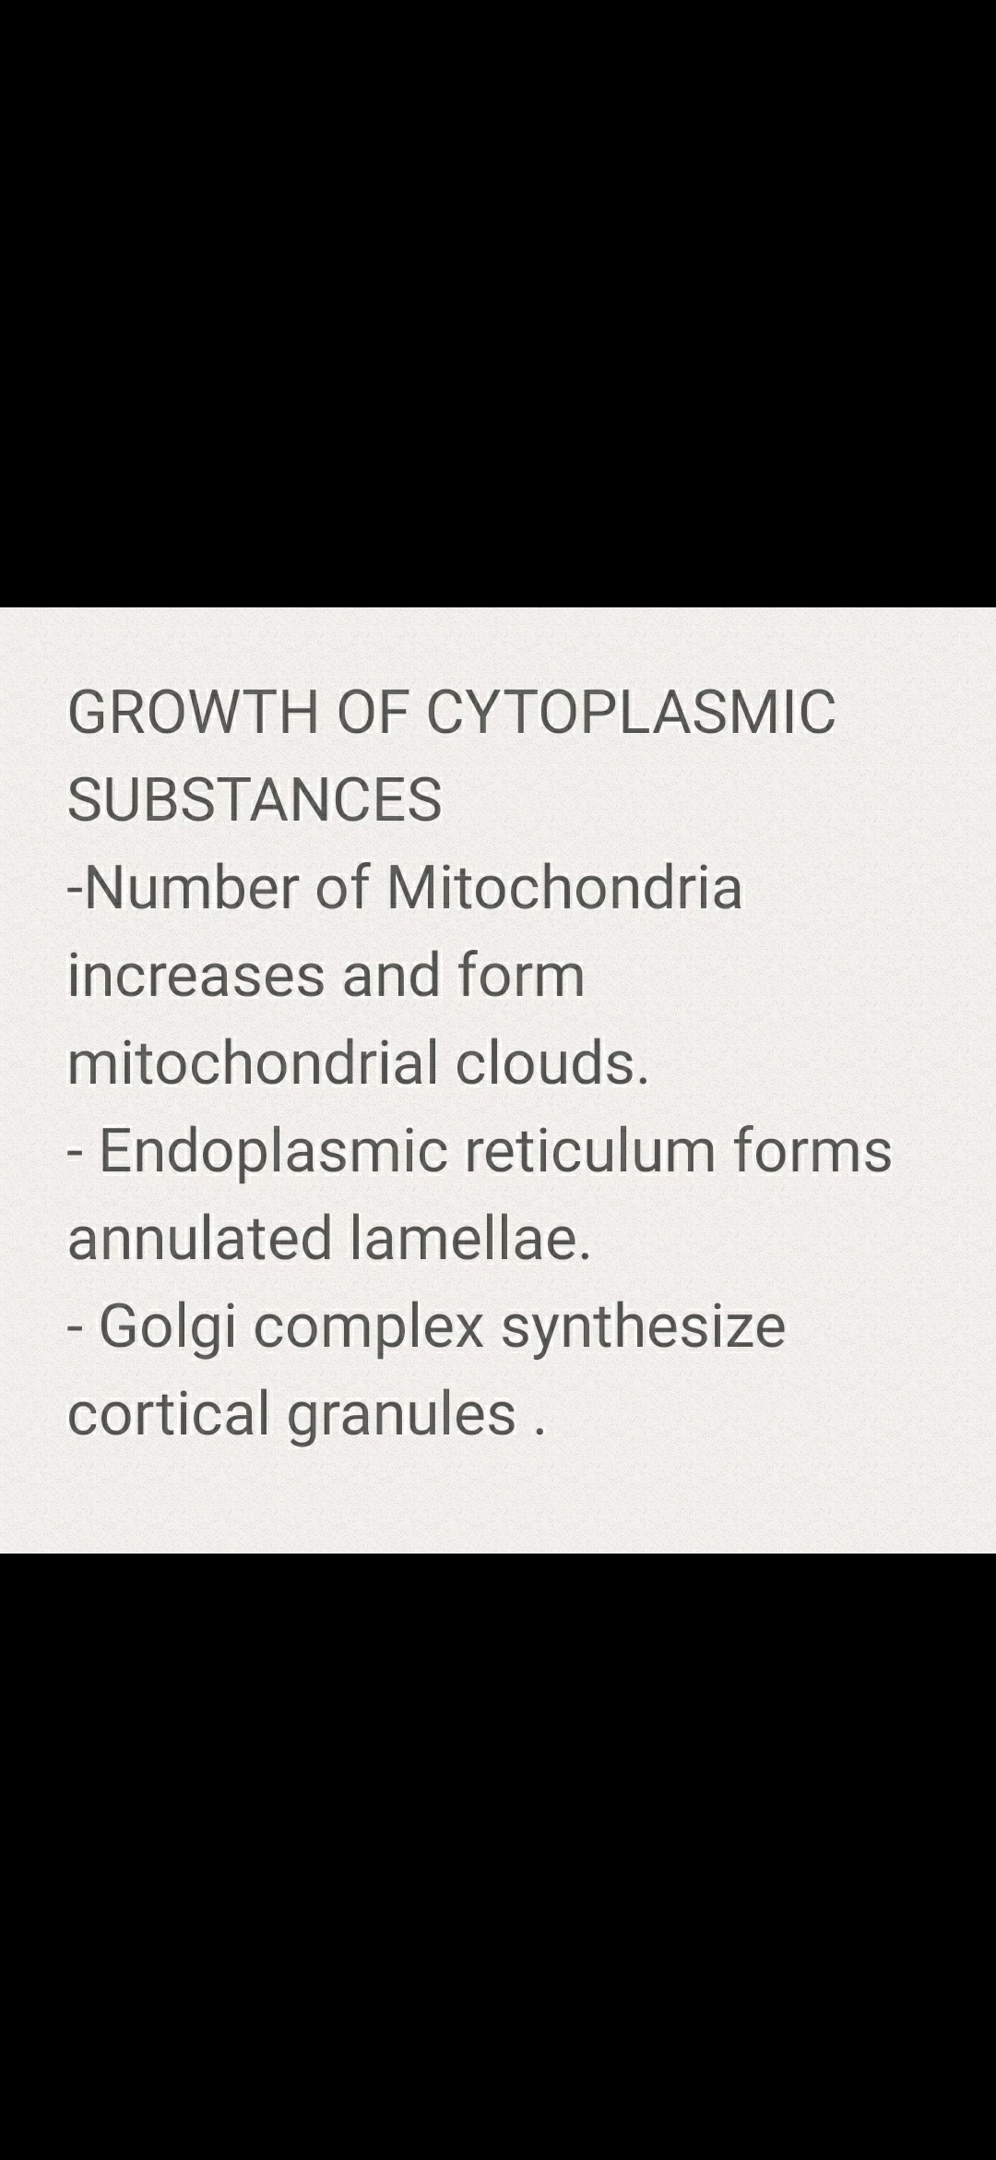 GROWTH OF CYTOPLASMIC
SUBSTANCES
-Number of Mitochondria
increases and form
mitochondrial clouds.
- Endoplasmic reticulum forms
annulated lamellae.
- Golgi complex synthesize
cortical granules .